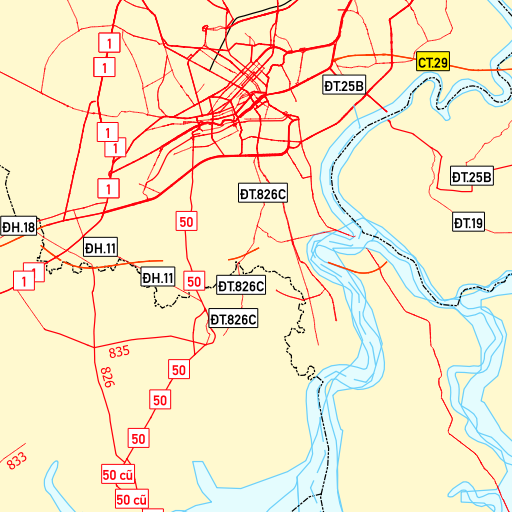 1
CT.29
1
ĐT.25B
1
1
ĐT.25B
1
ĐT.826C
50
ĐT.19
ĐH.18
ĐH.11
1
1
ĐH.11
50
ĐT.826C
ĐT.826C
835
826
50
50
50
833
50 cũ
50 cũ